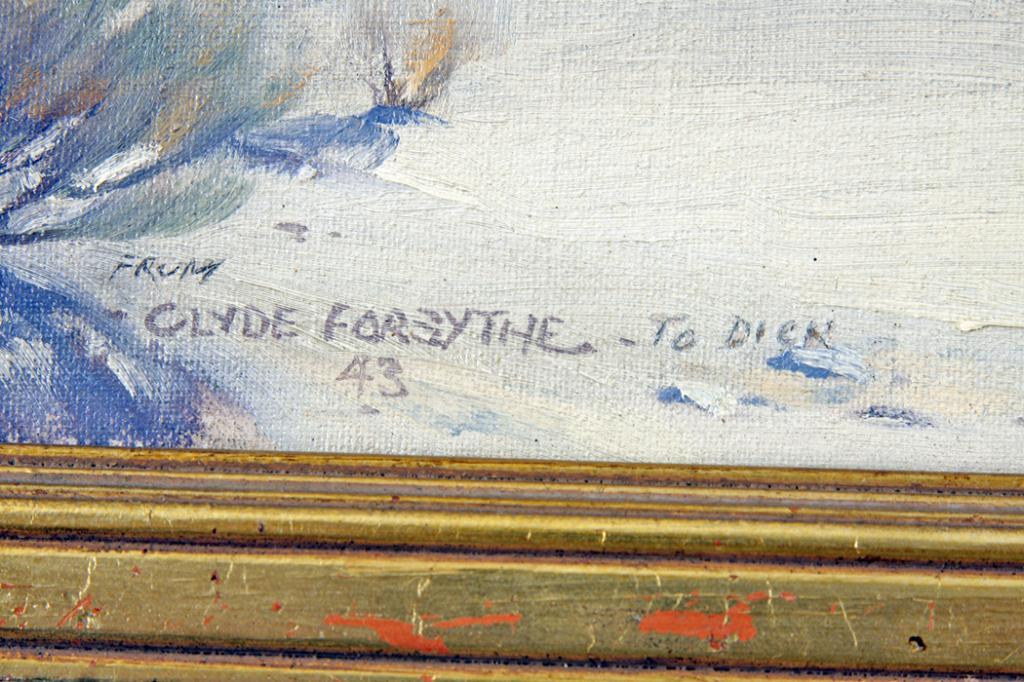 FROM
- CLYDE FORSYTHE. - TO DICK
43